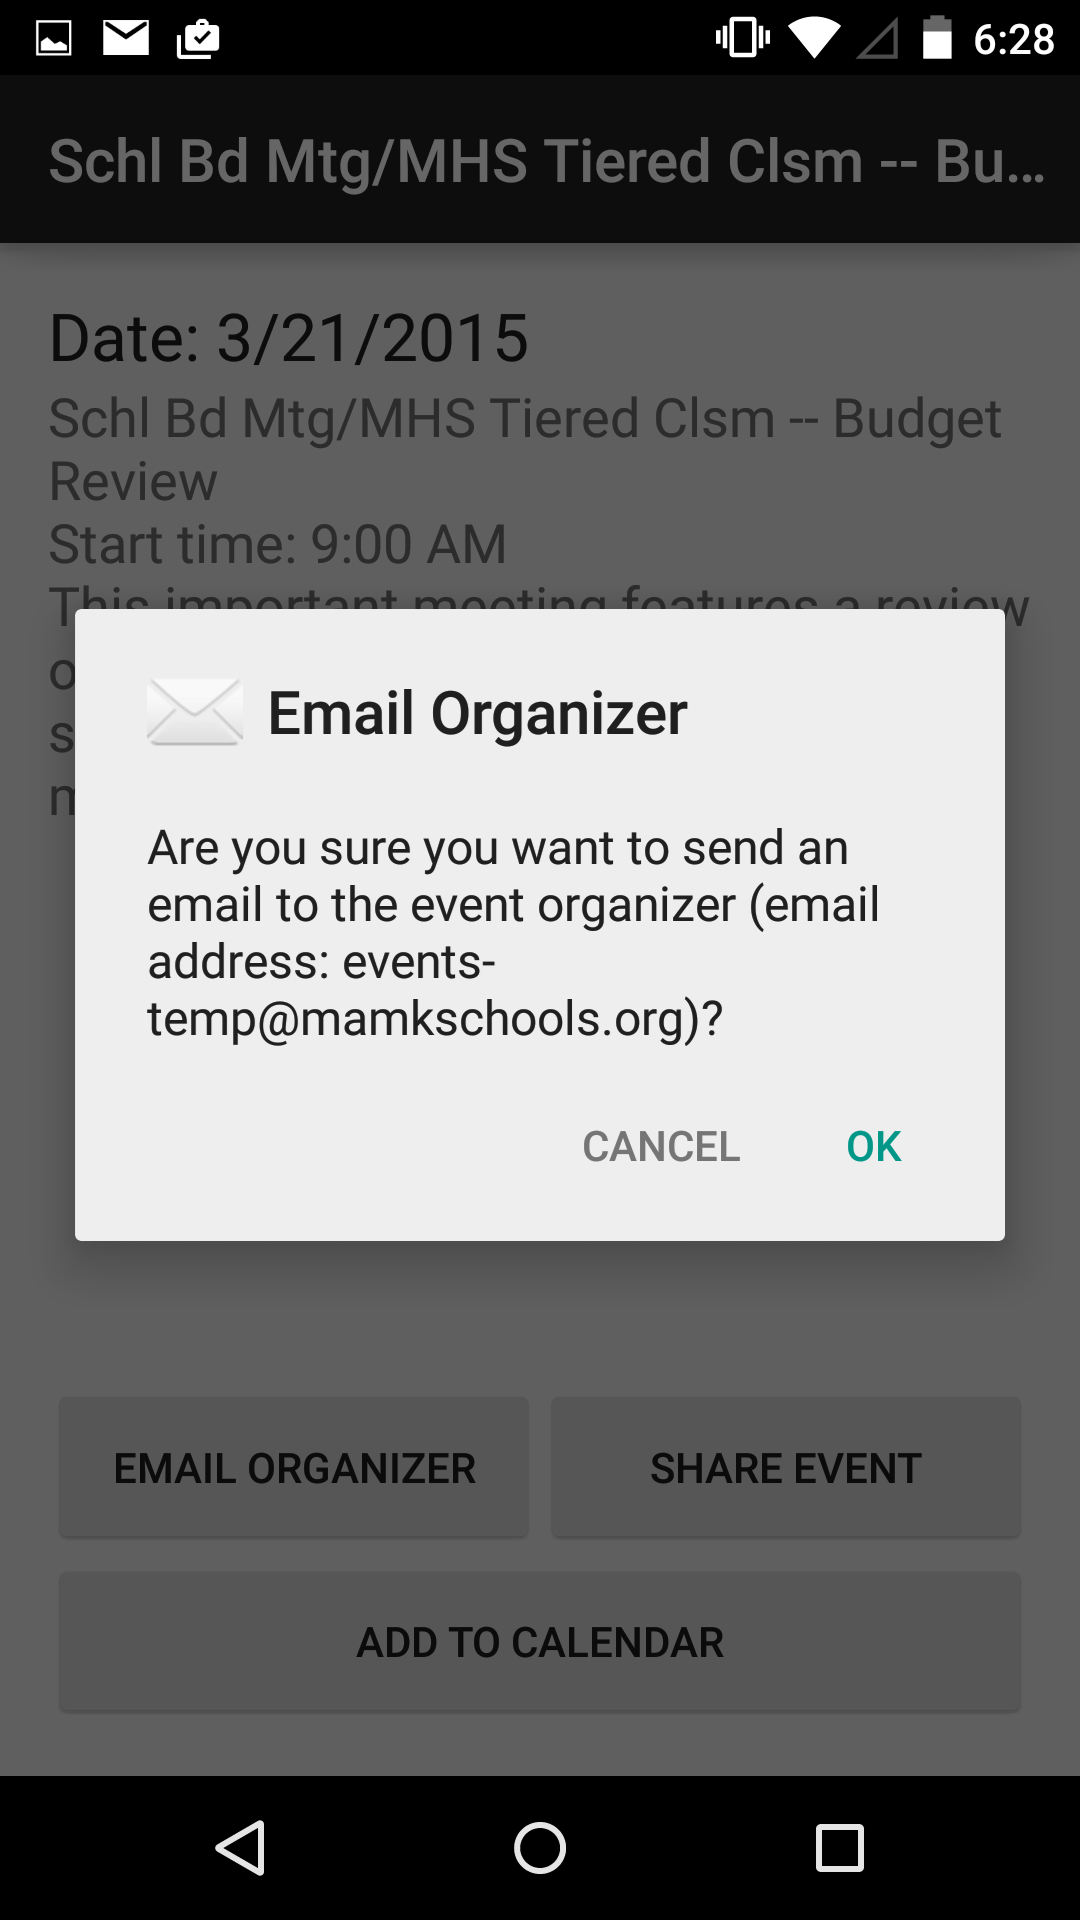 6:28
Schl Bd Mtg/MHS Tiered Clsm -- Bu...
Date: 3/21/2015
Schl Bd Mtg/MHS Tiered Clsm -- Budget
Review
Start time: 9:00 AM
This important meeting features a review
Email Organizer
Are you sure you want to send an
email to the event organizer (email
address: events-
temp@mamkschools.org)?
CANCEL
OK
EMAIL ORGANIZER
SHARE EVENT
ADD TO CALENDAR